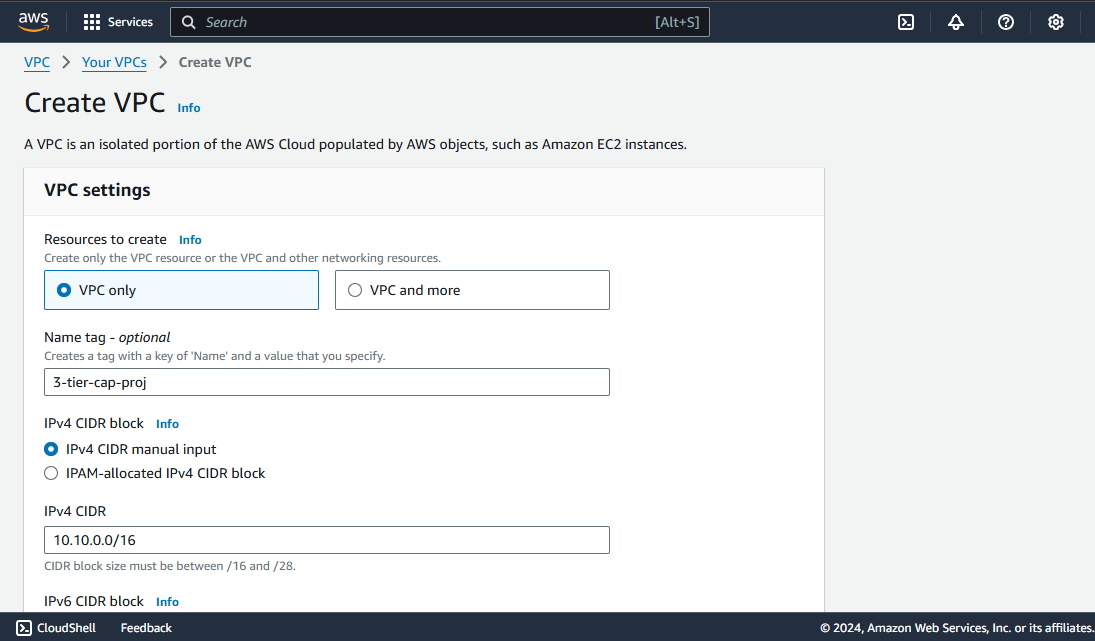 aws Services Search [Alt+S]
VPC > Your VPCs > Create VPC
Create VPC Info
A VPC is an isolated portion of the AWS Cloud populated by AWS objects, such as Amazon EC2 instances.
VPC settings
Resources to create Info
Create only the VPC resource or the VPC and other networking resources.
VPC only VPC and more
Name tag - optional
Creates a tag with a key of 'Name' and a value that you specify.
3-tier-cap-proj
IPv4 CIDR block Info
IPv4 CIDR manual input
IPAM-allocated IPv4 CIDR block
IPv4 CIDR
10.10.0.0/16
CIDR block size must be between /16 and /28.
IPv6 CIDR block Info
CloudShell Feedback © 2024, Amazon Web Services, Inc. or its affiliates.